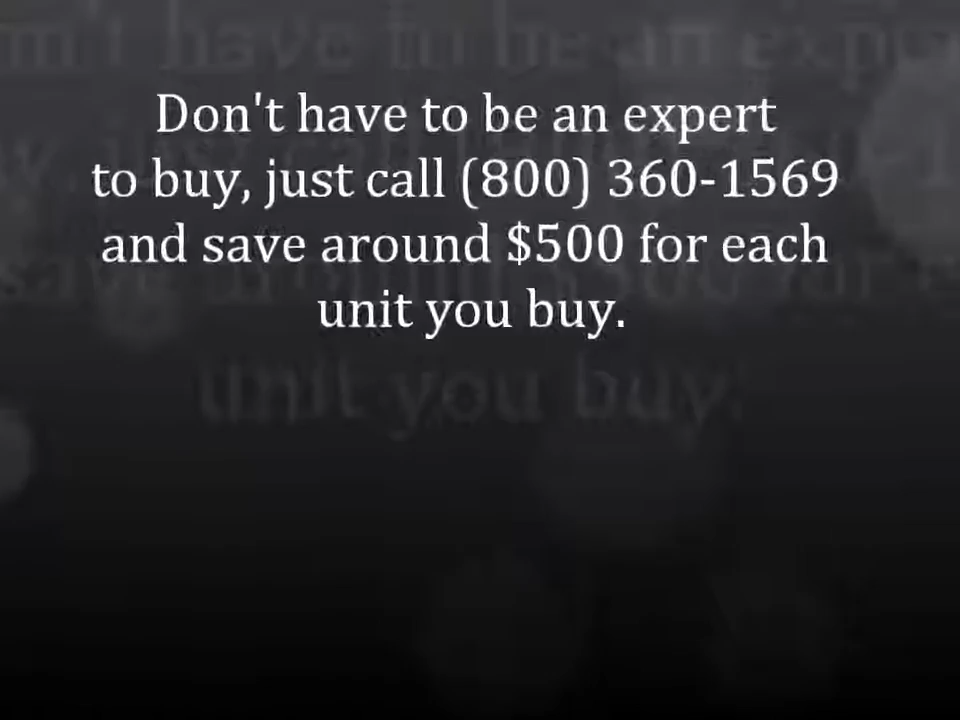 Don't have to be an expert
to buy, just call (800) 360-1569
and save around $500 for each
unit you buy.